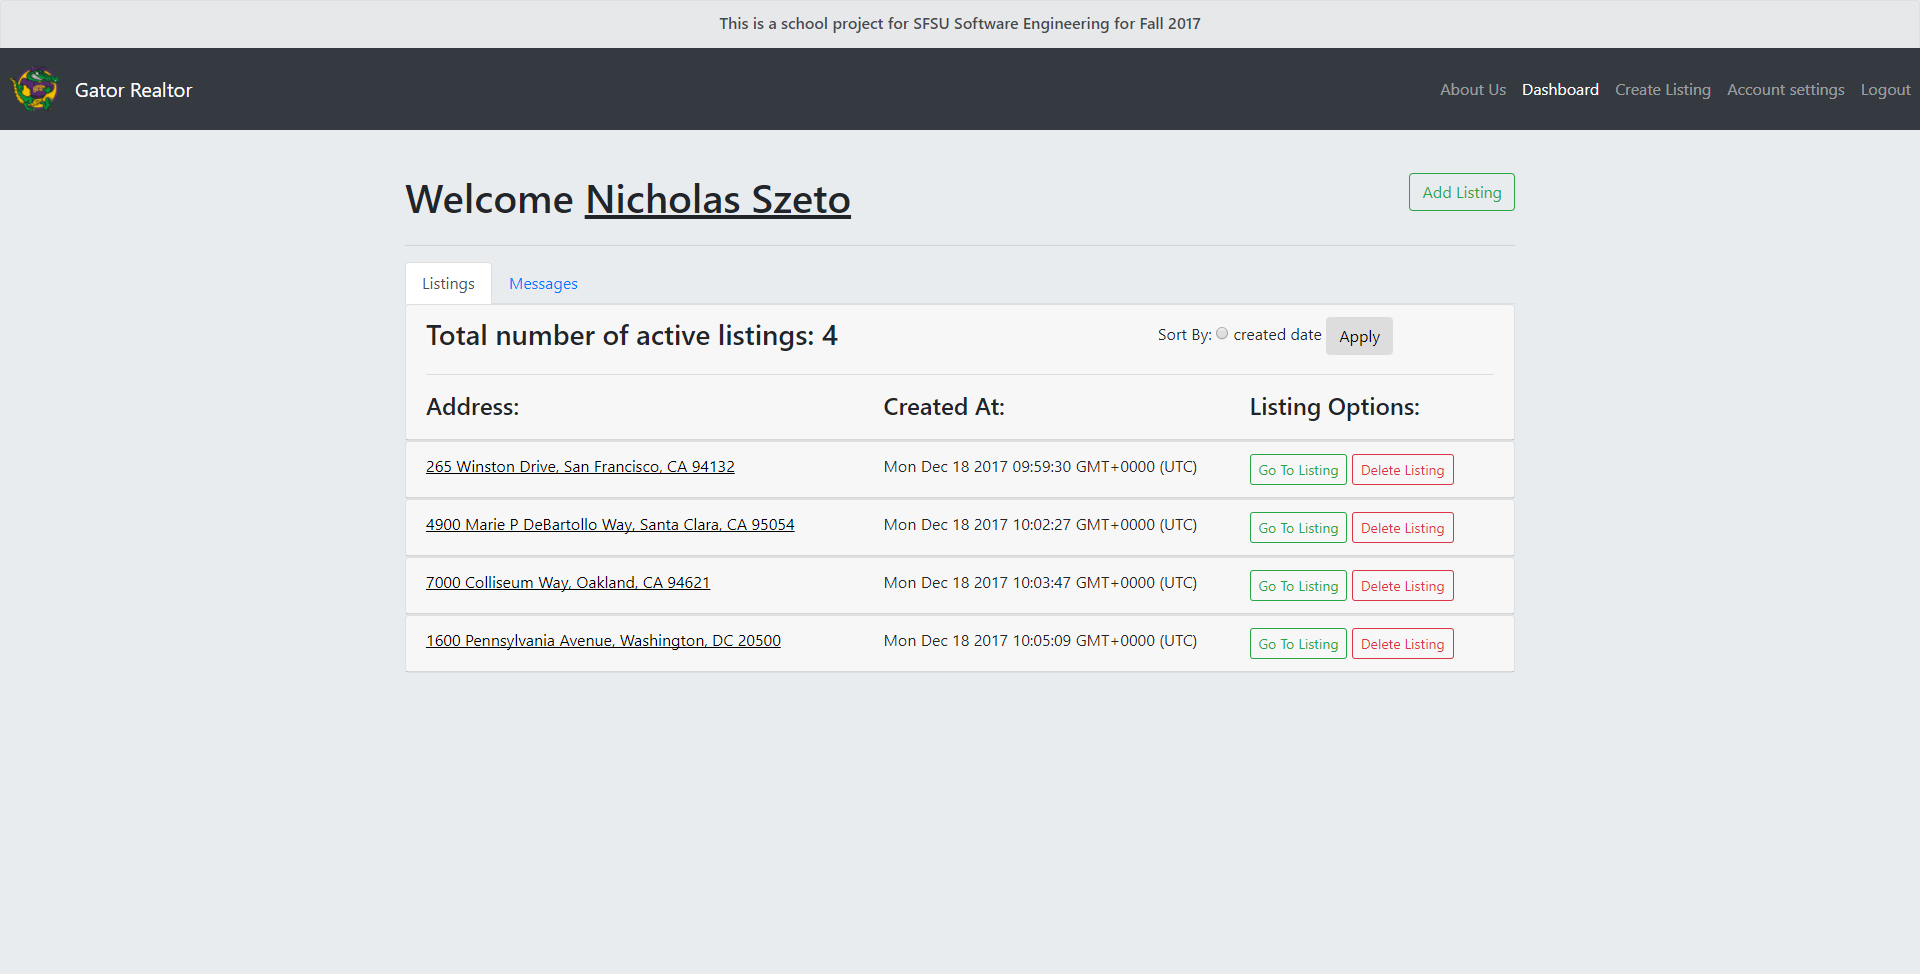 This is a school project for SFSU Software Engineering for Fall 2017
Gator Realtor
About Us Dashboard Create Listing Account settings Logout
Welcome Nicholas Szeto
Add Listing
Listings Messages
Total number of active listings: 4
Sort By: created date Apply
Address: Created At: Listing Options:
265 Winston Drive, San Francisco, CA 94132 Mon Dec 18 2017 09:59:30 GMT+0000 (UTC) Go To Listing Delete Listing
4900 Marie P DeBartollo Way, Santa Clara, CA 95054 Mon Dec 18 2017 10:02:27 GMT+0000 (UTC) Go To Listing Delete Listing
7000 Colliseum Way, Oakland, CA 94621 Mon Dec 18 2017 10:03:47 GMT+0000 (UTC) Go To Listing Delete Listing
1600 Pennsylvania Avenue, Washington, DC 20500 Mon Dec 18 2017 10:05:09 GMT+0000 (UTC) Go To Listing Delete Listing